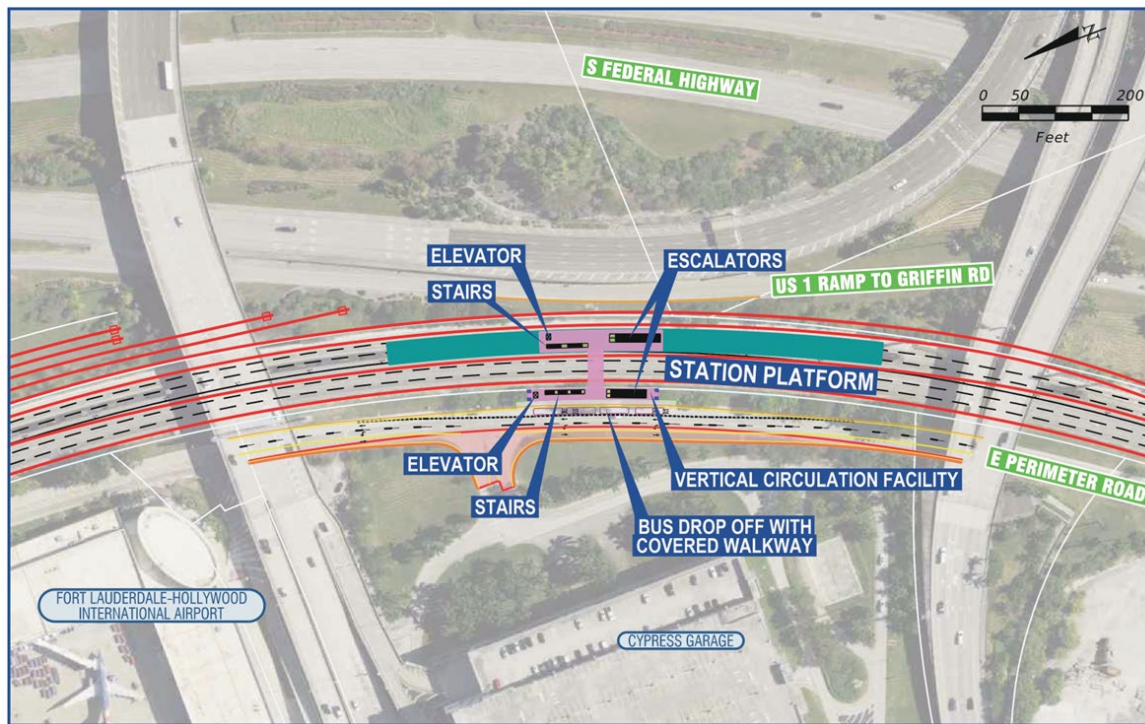 N
S FEDERAL HIGHWAY
0 50 100 200
Feet
ELEVATOR
ESCALATORS
STAIRS
US 1 RAMP TO GRIFFIN RD
STATION PLATFORM
ELEVATOR
E PERIMETER ROAD
VERTICAL CIRCULATION FACILITY
STAIRS
BUS DROP OFF WITH
COVERED WALKWAY
FORT LAUDERDALE-HOLLYWOOD
INTERNATIONAL AIRPORT
CYPRESS GARAGE